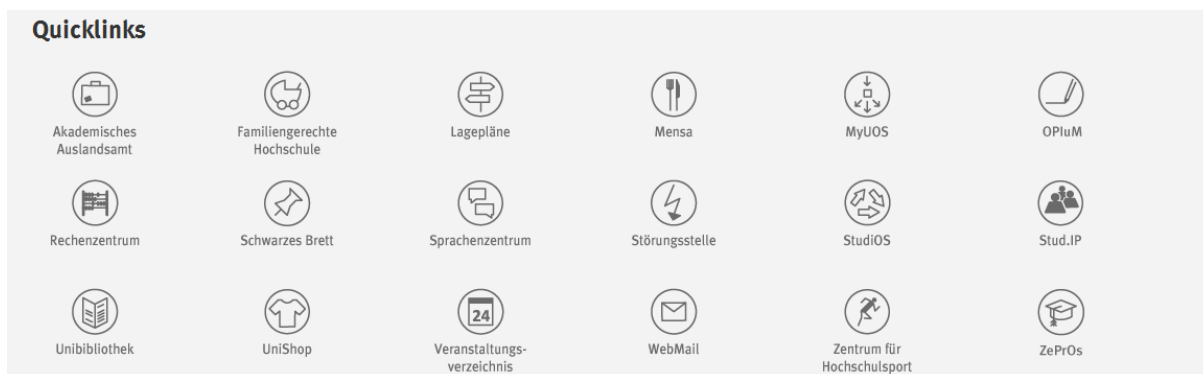 Quicklinks
Akademisches
Auslandsamt
Familiengerechte
Hochschule
Lagepläne
Mensa
MyUOS
OPIuM
Rechenzentrum
Schwarzes Brett
Sprachenzentrum
Störungsstelle
StudiOS
Stud.IP
Unibibliothek
UniShop
24
Veranstaltungs-
verzeichnis
WebMail
Zentrum für
Hochschulsport
ZePrOs